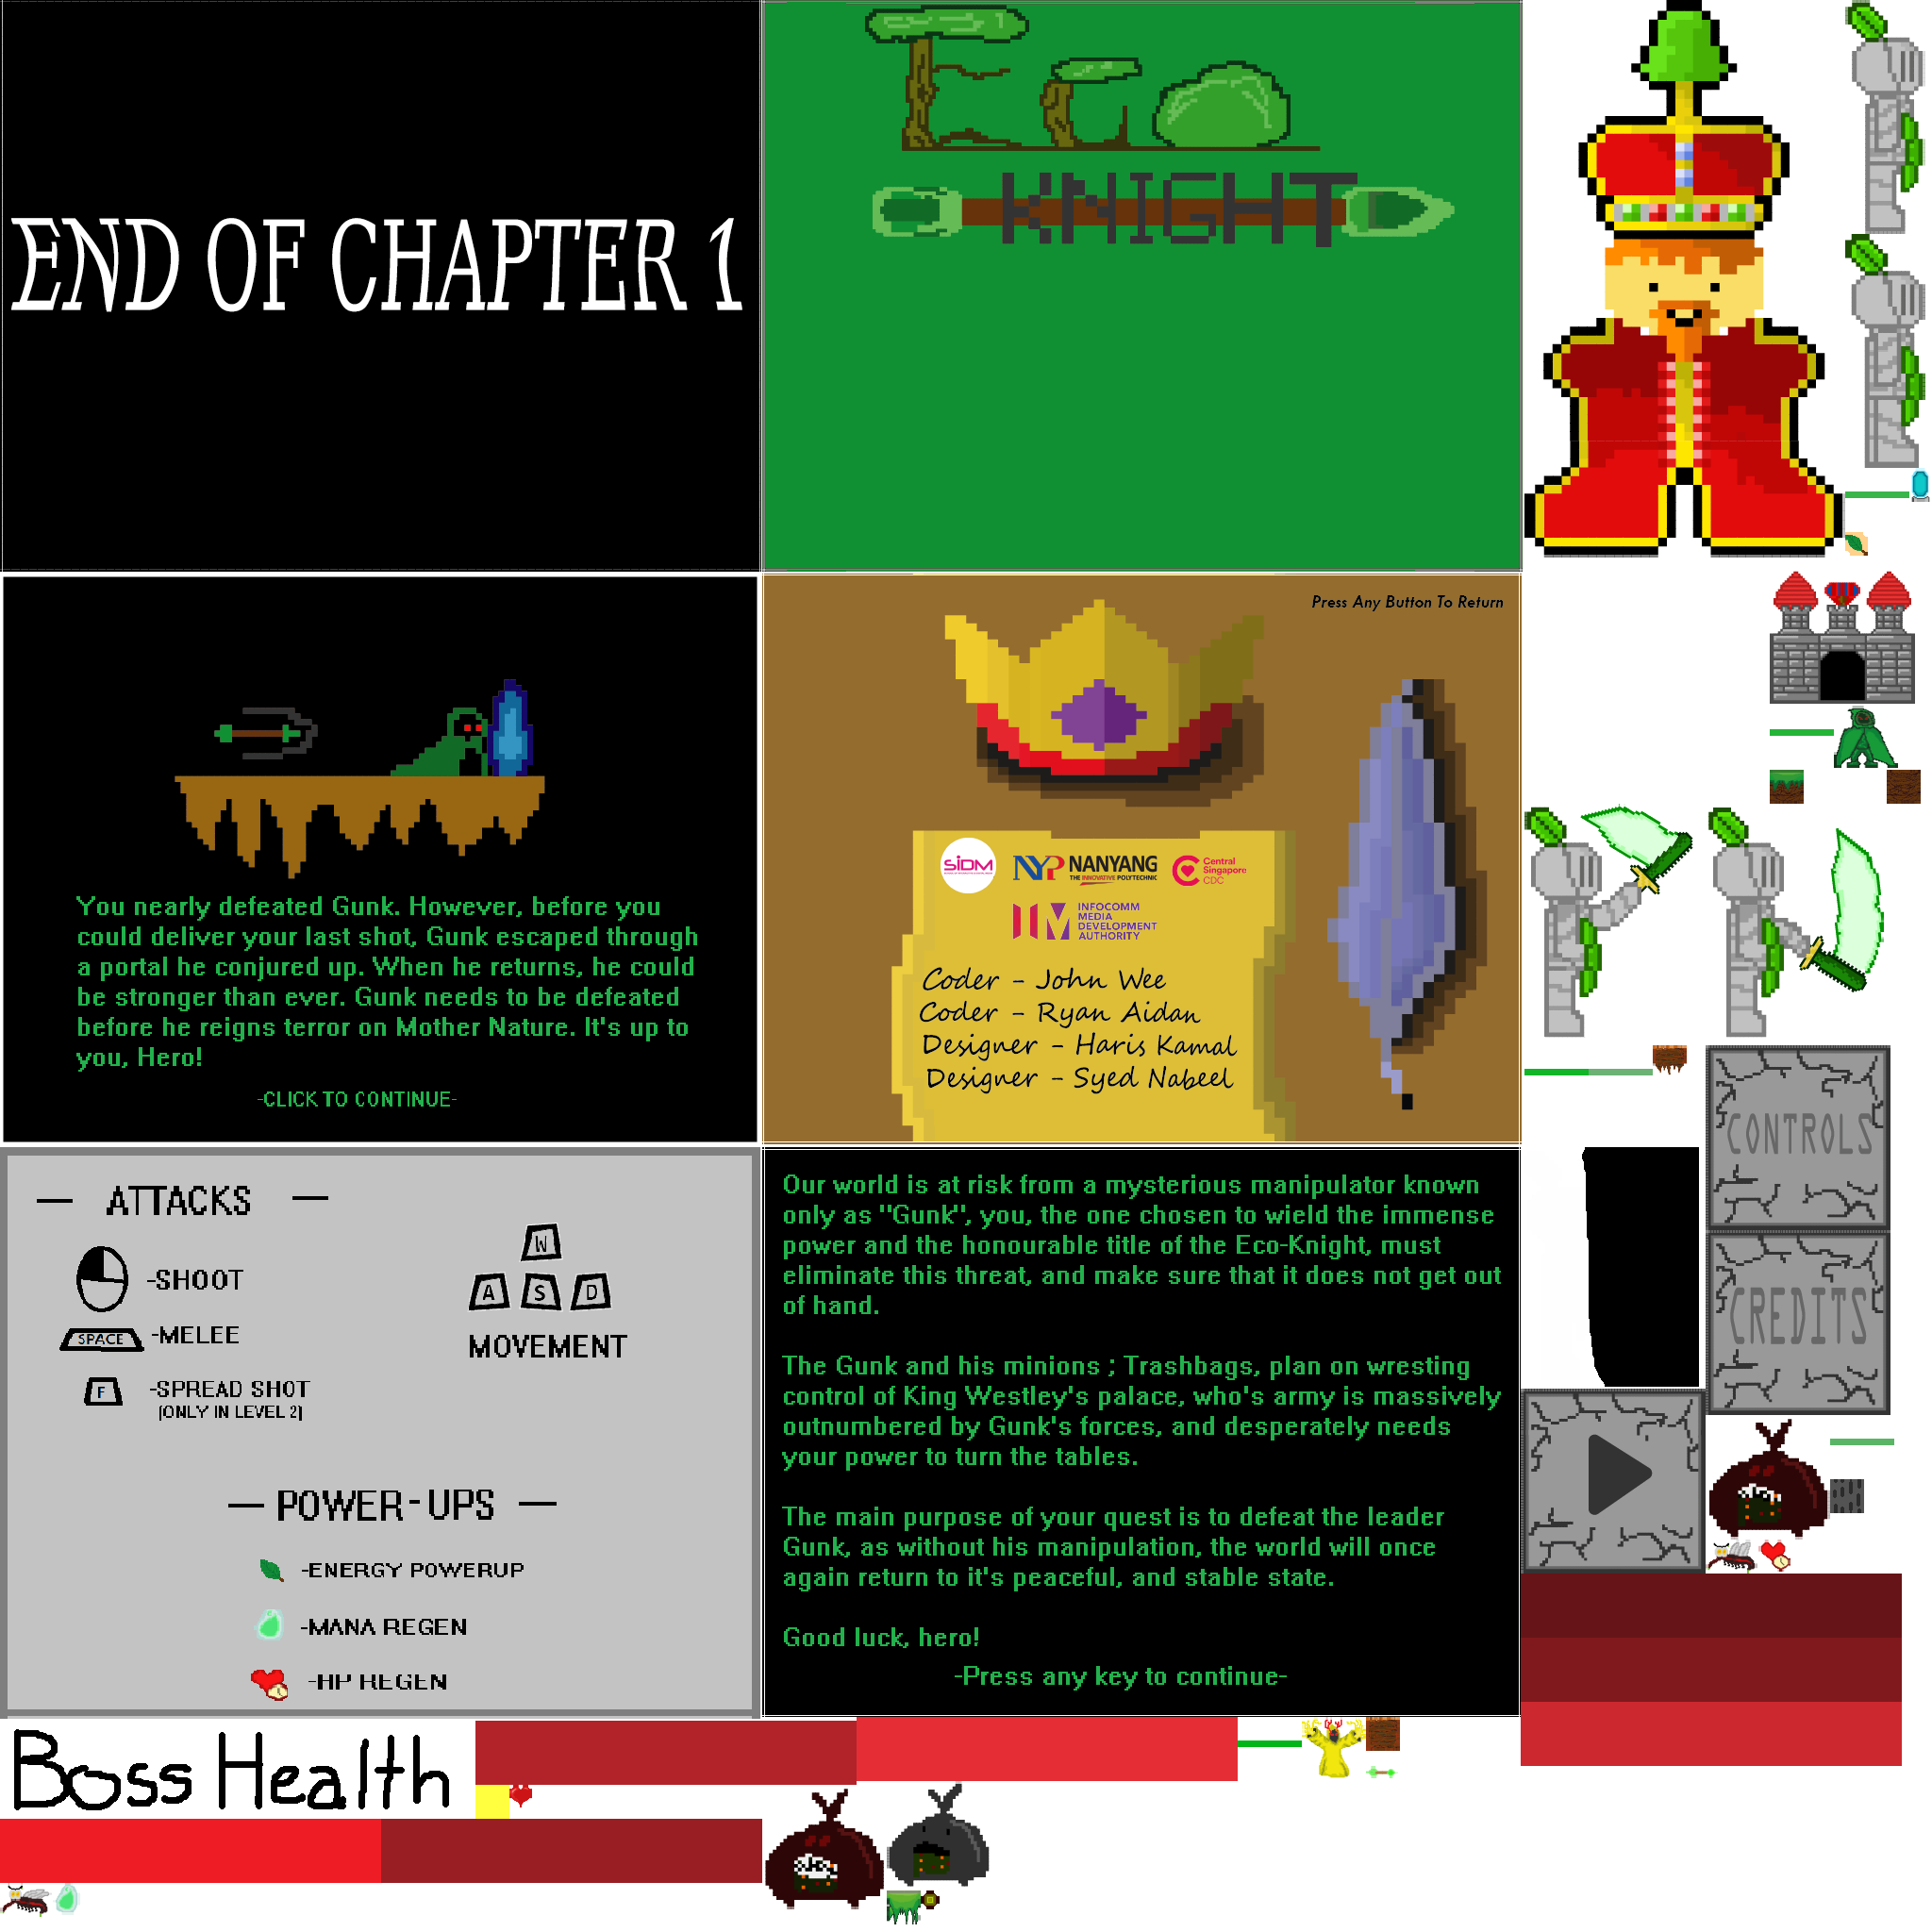 END OF CHAPTER 1
Eco
KNIGHT
You nearly defeated Gunk. However, before you
could deliver your last shot, Gunk escaped through
a portal he conjured up. When he returns, he could
be stronger than ever. Gunk needs to be defeated
before he reigns terror on Mother Nature. It's up to
you, Hero!
-CLICK TO CONTINUE-
Press Any Button To Return
SIDM
NYP NANYANG
THE INNOVATIVE POLYTECHNIC
Central
Singapore
CDC
INFOCOMM
MEDIA
DEVELOPMENT
AUTHORITY
Coder - John Wee
Coder - Ryan Aidan
Designer - Haris Kamal
Designer - Syed Nabeel
CONTROLS
CREDITS
— ATTACKS —
-SHOOT
SPACE -MELEE
F -SPREAD SHOT
(ONLY IN LEVEL 2)
W
A S D
MOVEMENT
— POWER-UPS —
-ENERGY POWERUP
-MANA REGEN
-HP REGEN
Our world is at risk from a mysterious manipulator known
only as "Gunk", you, the one chosen to wield the immense
power and the honourable title of the Eco-Knight, must
eliminate this threat, and make sure that it does not get out
of hand.
The Gunk and his minions ; Trashbags, plan on wresting
control of King Westley's palace, who's army is massively
outnumbered by Gunk's forces, and desperately needs
your power to turn the tables.
The main purpose of your quest is to defeat the leader
Gunk, as without his manipulation, the world will once
again return to it's peaceful, and stable state.
Good luck, hero!
-Press any key to continue-
Boss Health